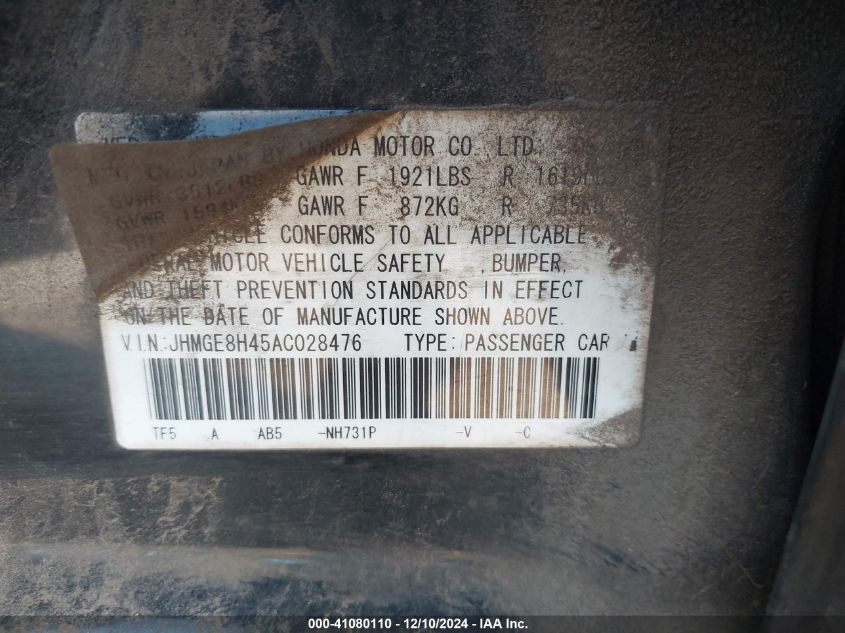 HONDA MOTOR CO.,LTD.
GAWR F 1921LBS R
GVWR GAWR F 872KG R
CONFORMS TO ALL APPLICABLE
MOTOR VEHICLE SAFETY ,BUMPER,
AND THEFT PREVENTION STANDARDS IN EFFECT
ON THE DATE OF MANUFACTURE SHOWN ABOVE.
V.I.N:JHMGE8H45AC028476 TYPE: PASSENGER CAR
TF5 A AB5 -NH731P -V -C
000-41080110 - 12/10/2024 - IAA Inc.